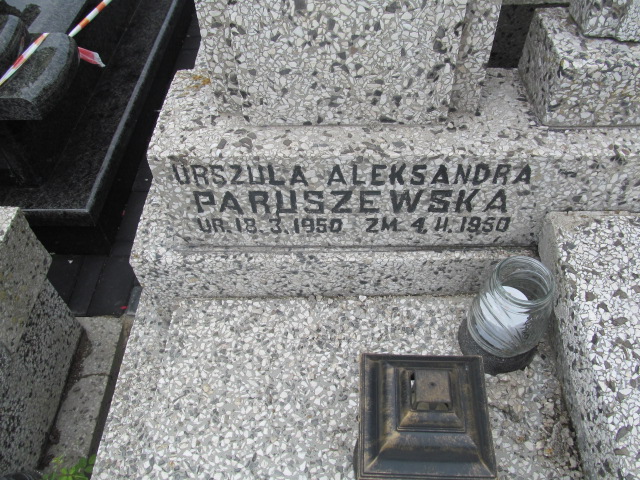 URSZULA ALEKSANDRA
PARUSZEWSKA
UR. 18. 3. 1950 ZM. 4. 11. 1950